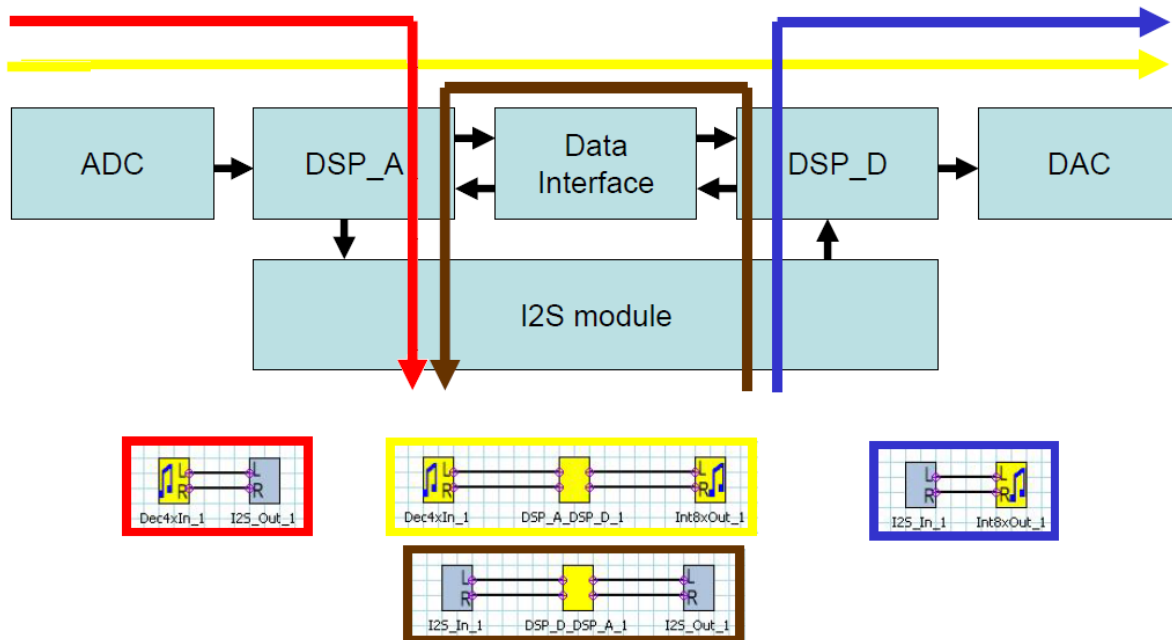 ADC
DSP_A
Data
Interface
DSP_D
DAC
I2S module
L
R
L
R
Dec4xIn_1
I2S_Out_1
L
R
L
R
Dec4xIn_1
DSP_A_DSP_D_1
Int8xOut_1
L
R
L
R
I2S_In_1
Int8xOut_1
L
R
L
R
I2S_In_1
DSP_D_DSP_A_1
I2S_Out_1